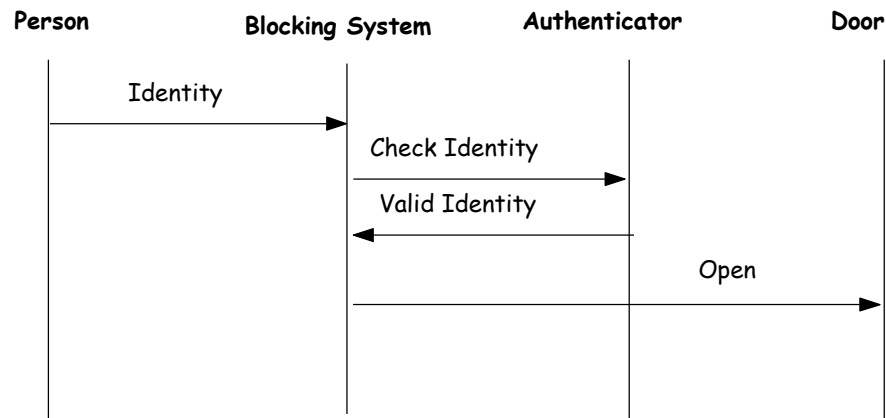 Person
Blocking System
Authenticator
Door
Identity
Check Identity
Valid Identity
Open